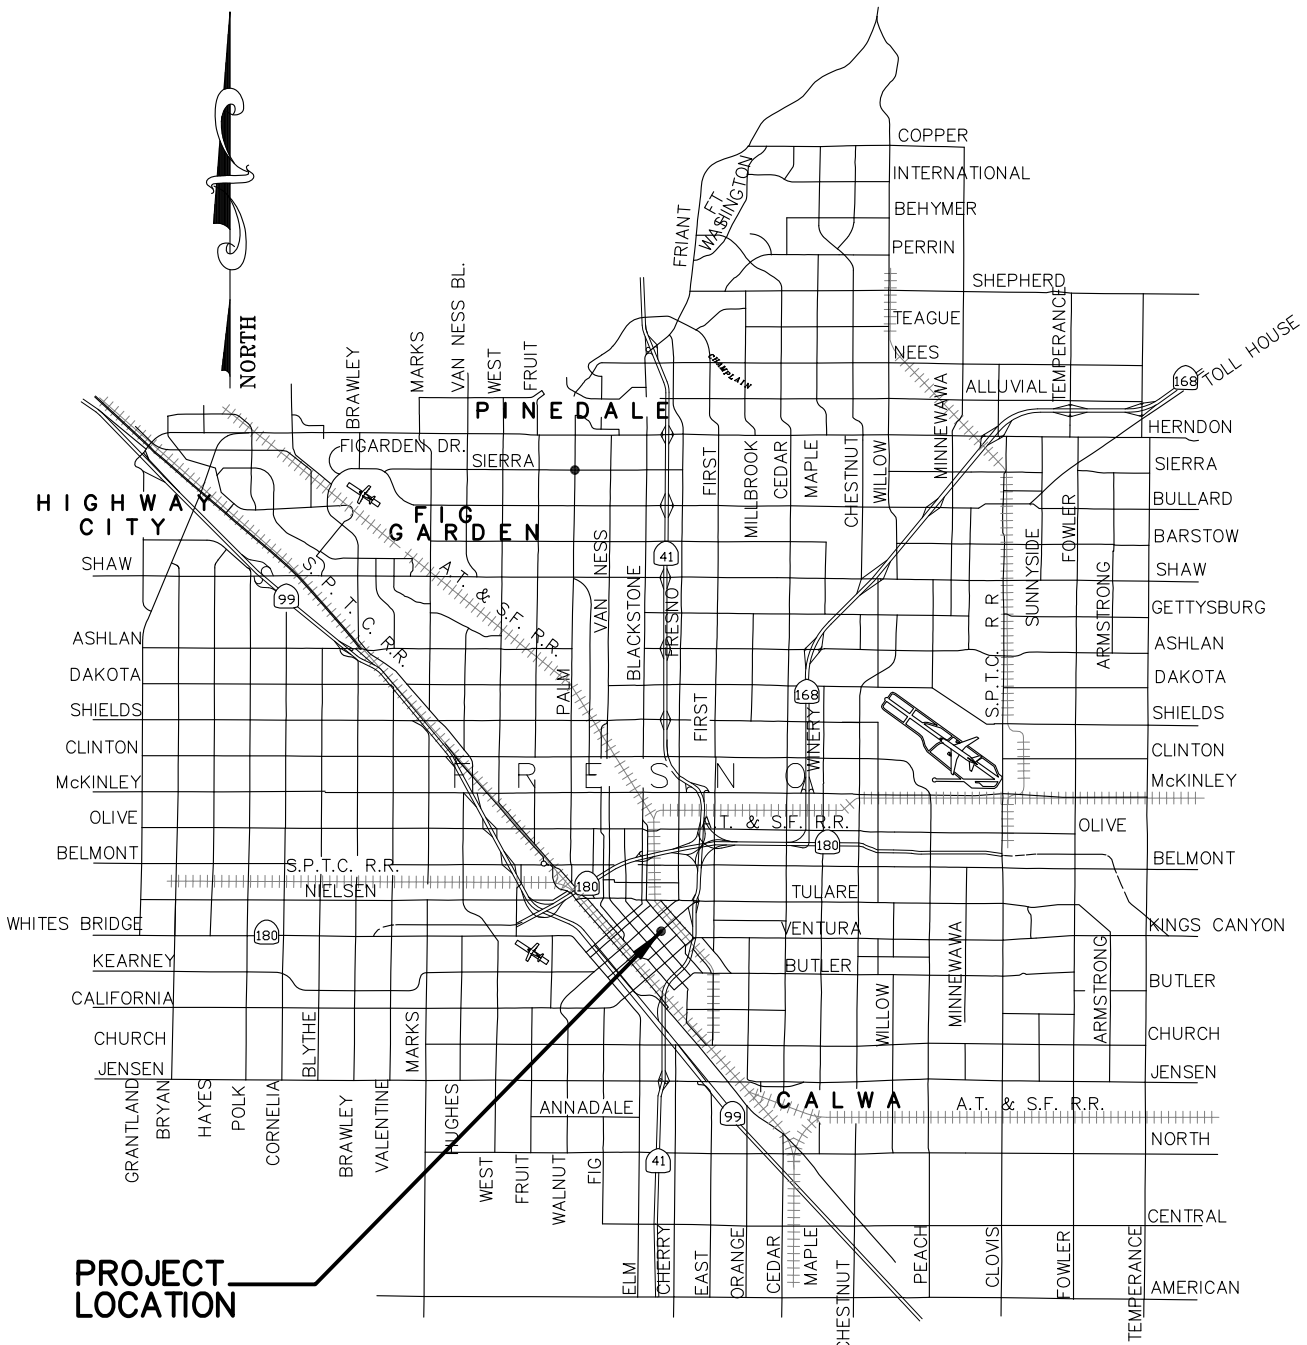 COPPER
INTERNATIONAL
FT
WASHINGTON
BEHYMER
FRIANT
PERRIN
SHEPHERD
NORTH
TEAGUE
TEMPERANCE
NEES
TOLL HOUSE
BRAWLEY
MARKS
VAN NESS BL.
WEST
FRUIT
CHAMPLAIN
168
ALLUVIAL
MINNEWAWA
PINEDALE
HERNDON
FIGARDEN DR.
SIERRA
FIRST
MILLBROOK
CEDAR
MAPLE
CHESTNUT
WILLOW
SIERRA
HIGHWAY
CITY
FIG
GARDEN
BULLARD
FOWLER
SUNNYSIDE
BARSTOW
SHAW
S. P. T. C. R.R.
A.T. & S.F. R.R.
VAN NESS
BLACKSTONE
41
FRESNO
SHAW
99
ARMSTRONG
GETTYSBURG
S.P.T.C. R R
ASHLAN
ASHLAN
DAKOTA
PALM
168
DAKOTA
SHIELDS
FIRST
WINERY
SHIELDS
CLINTON
CLINTON
FRESNO
McKINLEY
McKINLEY
OLIVE
A.T. & S.F. R.R.
OLIVE
BELMONT
180
BELMONT
S.P.T.C. R.R.
NIELSEN
180
TULARE
WHITES BRIDGE
180
VENTURA
KINGS CANYON
KEARNEY
BUTLER
MINNEWAWA
ARMSTRONG
BUTLER
CALIFORNIA
WILLOW
CHURCH
BLYTHE
MARKS
CHURCH
JENSEN
JENSEN
GRANTLAND
BRYAN
HAYES
POLK
CORNELIA
BRAWLEY
VALENTINE
HUGHES
ANNADALE
99
CALWA
A.T. & S.F. R.R.
NORTH
WEST
FRUIT
WALNUT
FIG
41
CENTRAL
ELM
CHERRY
EAST
ORANGE
CEDAR
MAPLE
CHESTNUT
PEACH
CLOVIS
FOWLER
TEMPERANCE
AMERICAN
PROJECT
LOCATION